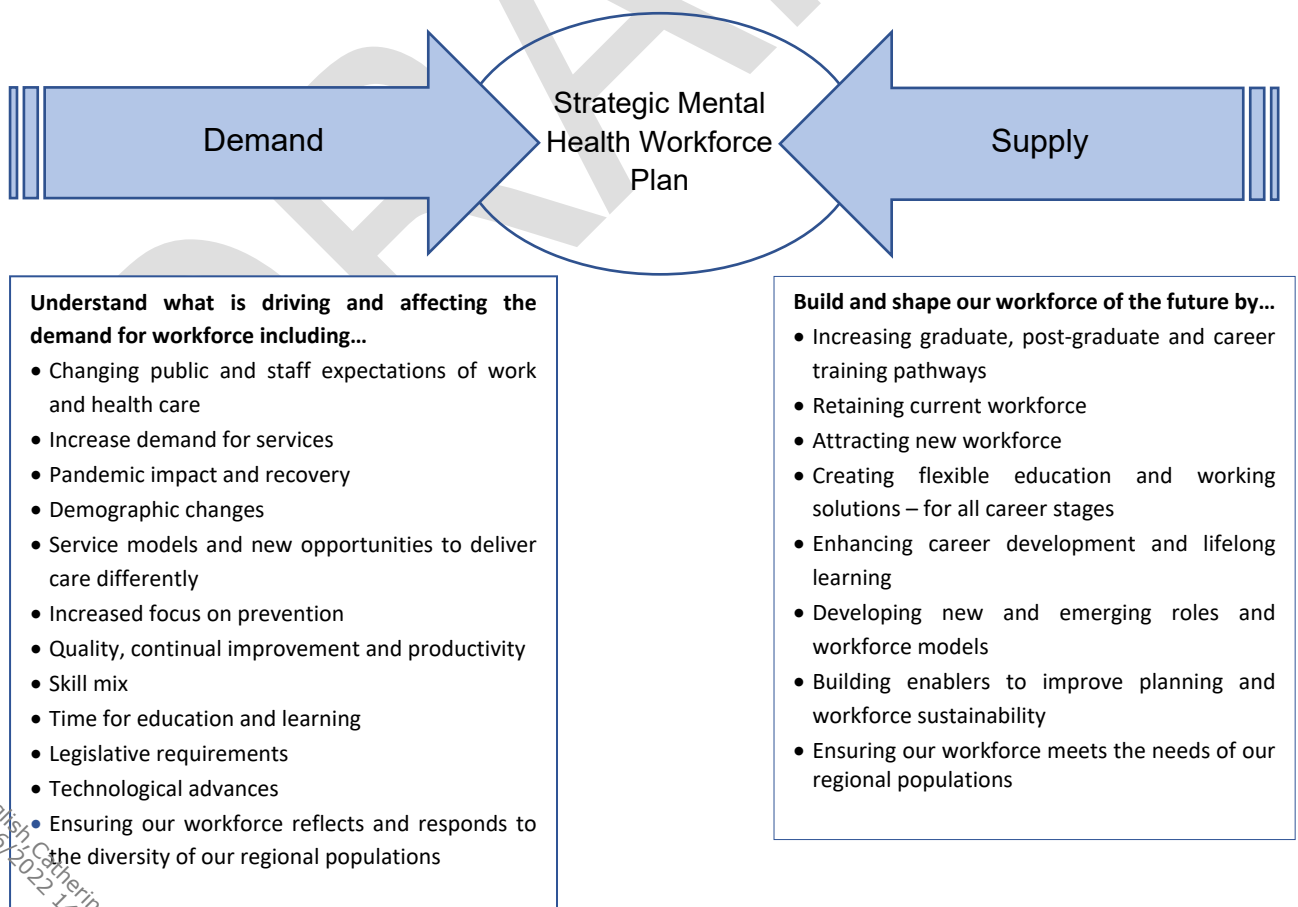 Demand
Strategic Mental
Health Workforce
Plan
Supply
Understand what is driving and affecting the
demand for workforce including…
• Changing public and staff expectations of work
and health care
• Increase demand for services
• Pandemic impact and recovery
• Demographic changes
• Service models and new opportunities to deliver
care differently
• Increased focus on prevention
• Quality, continual improvement and productivity
• Skill mix
• Time for education and learning
• Legislative requirements
• Technological advances
• Ensuring our workforce reflects and responds to
the diversity of our regional populations
Build and shape our workforce of the future by…
• Increasing graduate, post-graduate and career
training pathways
• Retaining current workforce
• Attracting new workforce
• Creating flexible education and working
solutions – for all career stages
• Enhancing career development and lifelong
learning
• Developing new and emerging roles and
workforce models
• Building enablers to improve planning and
workforce sustainability
• Ensuring our workforce meets the needs of our
regional populations